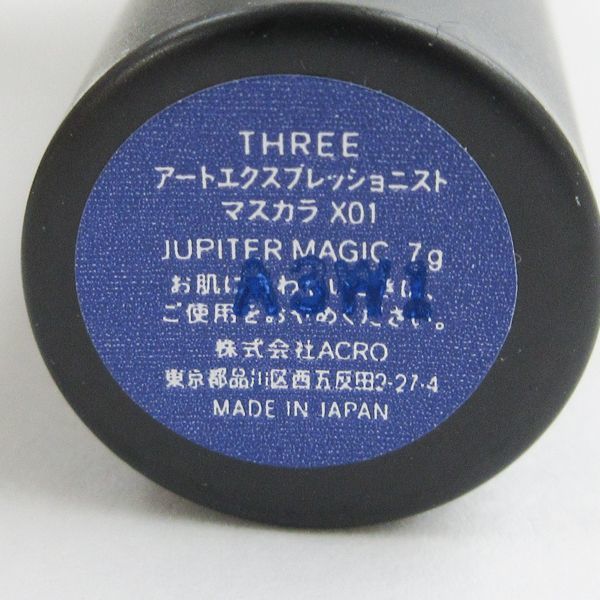 THREE
アートエクスプレッショニスト
マスカラ X01
JUPITER MAGIC 7g
A3W1
お肌に
ご使用をおやめください。
株式会社ACRO
東京都品川区西五反田2-27-4
MADE IN JAPAN